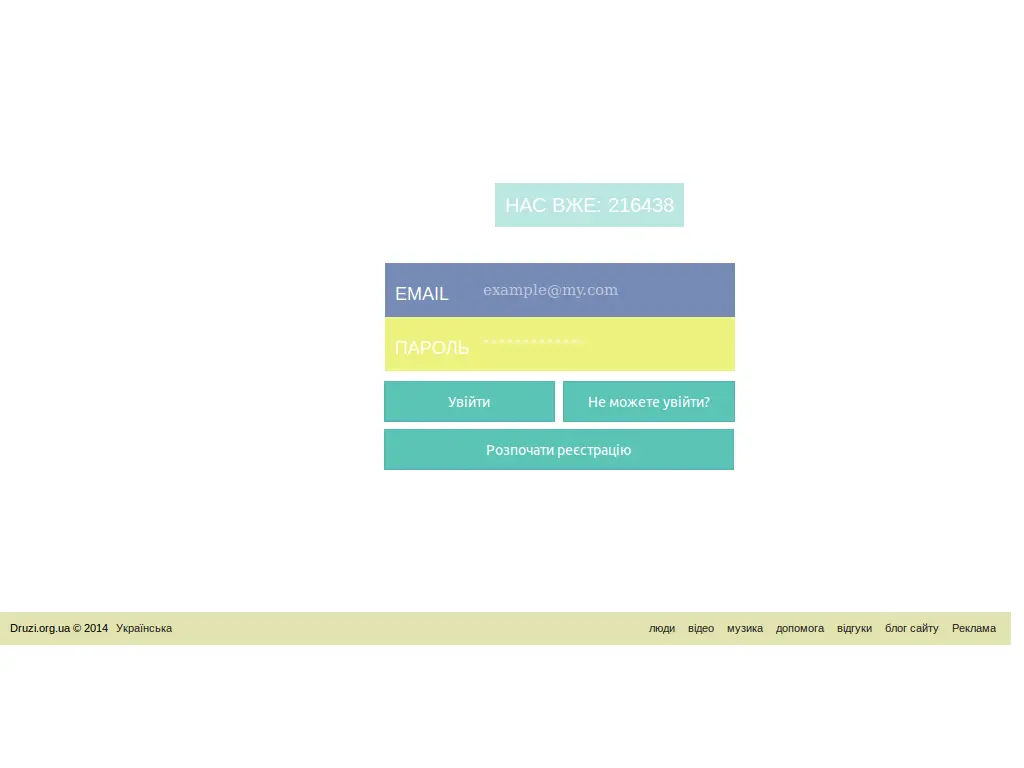 НАС ВЖЕ: 216438
EMAIL example@my.com
ПАРОЛЬ
Увійти Не можете увійти?
Розпочати реєстрацію
Druzi.org.ua © 2014 Українська люди відео музика допомога відгуки блог сайту Реклама